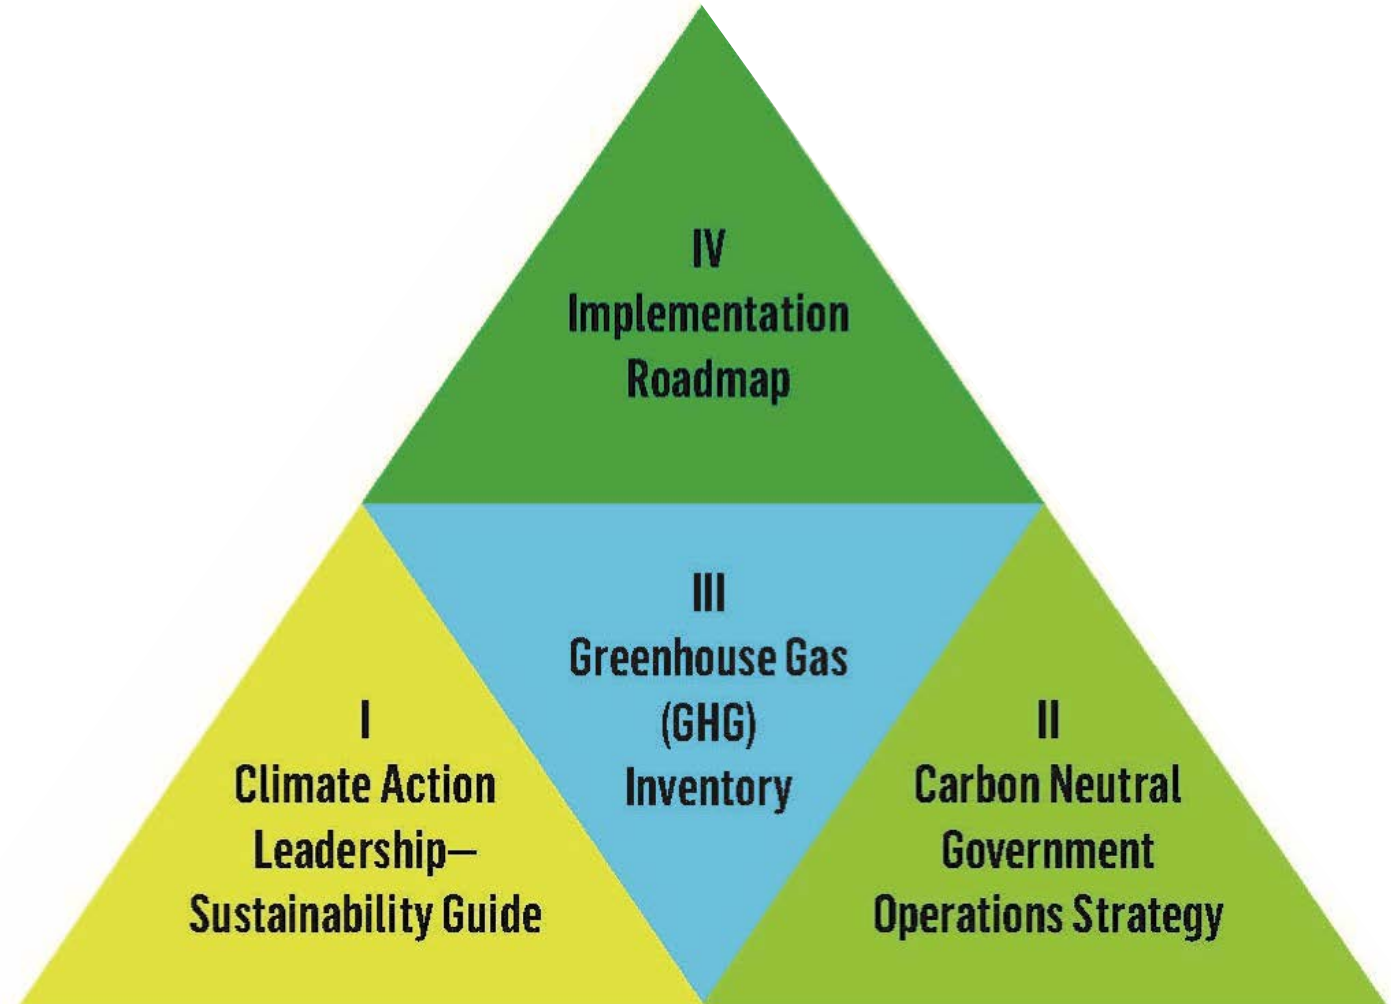 IV
Implementation
Roadmap
III
Greenhouse Gas
(GHG)
Inventory
I
Climate Action
Leadership—
Sustainability Guide
II
Carbon Neutral
Government
Operations Strategy